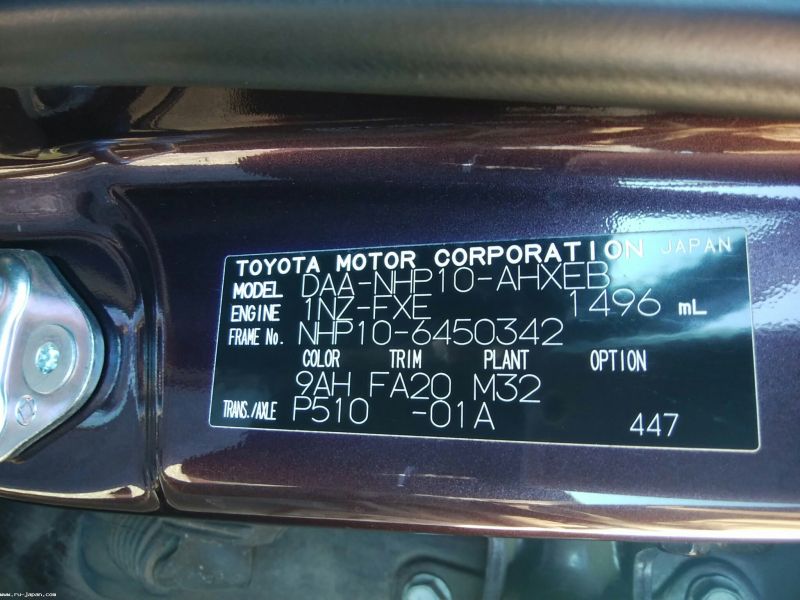 TOYOTA MOTOR CORPORATION JAPAN
MODEL DAA-NHP10-AHXEB
ENGINE 1NZ-FXE 1496 mL
FRAME No. NHP10-6450342
COLOR TRIM PLANT OPTION
9AH FA20 M32
TRANS./AXLE P510 -01A 447
www.ru-japan.com